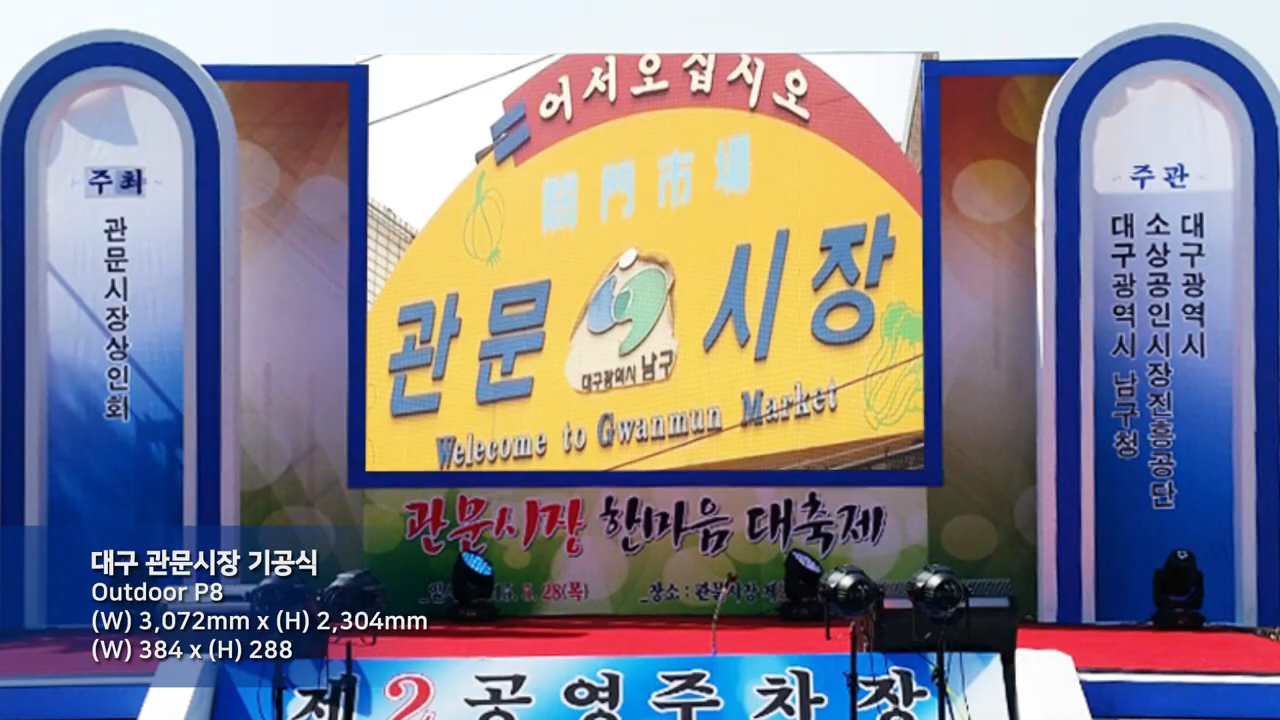 어서오십시오
關門市場
관문시장
대구광역시 남구
Welcome to Gwanmun Market
주최
관문시장상인회
주관
대구광역시
소상공인시장진흥공단
대구광역시 남구청
관문시장 한마음 대축제
5. 28(목)
장소 : 관문시장
대구 관문시장 기공식
Outdoor P8
(W) 3,072mm x (H) 2,304mm
(W) 384 x (H) 288
제2공영주차장